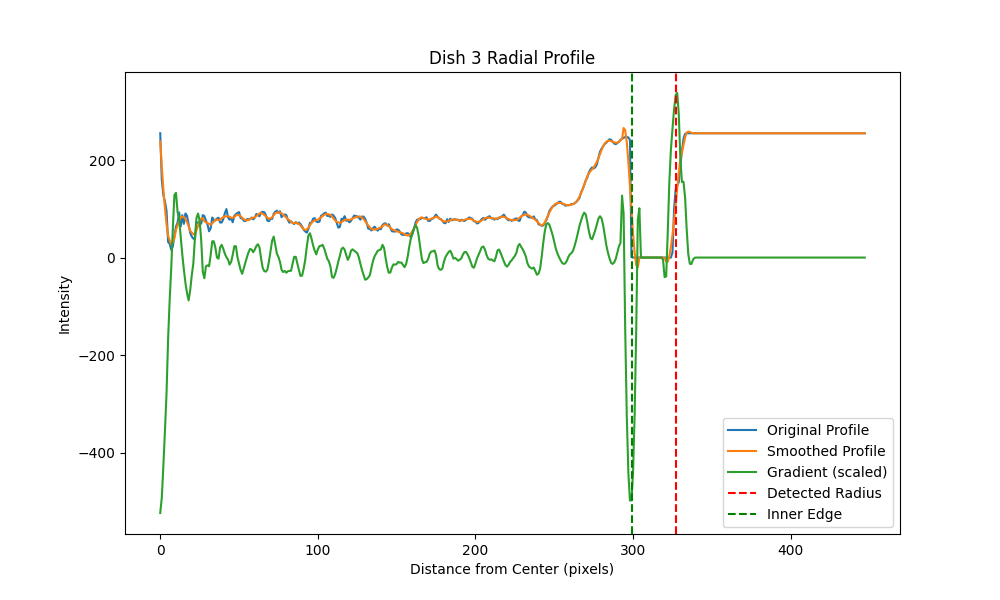 Dish 3 Radial Profile
Intensity
200
0
−200
−400
0 100 200 300 400
Distance from Center (pixels)
Original Profile
Smoothed Profile
Gradient (scaled)
Detected Radius
Inner Edge